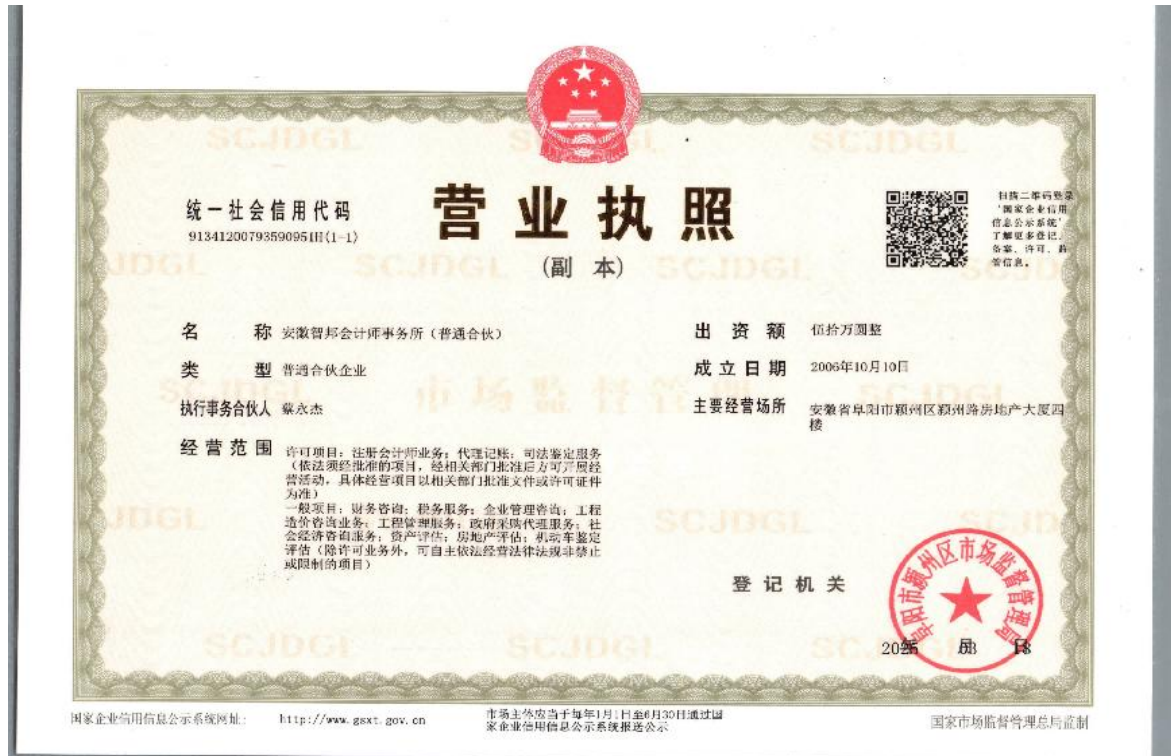 统一社会信用代码
营业执照
(副 本)
扫描二维码登录
‘国家企业信用
信息公示系统’
了解更多登记、
备案、许可、监
管信息。
名称 安徽智邦会计师事务所（普通合伙）
类型 普通合伙企业
执行事务合伙人 蔡永杰
经营范围 许可项目：注册会计师业务；代理记账；司法鉴定服务
（依法须经批准的项目，经相关部门批准后方可开展经
营活动，具体经营项目以相关部门批准文件或许可证件
为准）
一般项目：财务咨询；税务服务；企业管理咨询；工程
造价咨询业务；工程管理服务；政府采购代理服务；社
会经济咨询服务；资产评估；房地产评估；机动车鉴定
评估（除许可业务外，可自主依法经营法律法规非禁止
或限制的项目）
出资额 伍拾万圆整
成立日期 2006年10月10日
主要经营场所 安徽省阜阳市颍州区颍州路房地产大厦四
楼
登记机关
阜阳市颍州区市场监督管理局
年 月 日
国家企业信用信息公示系统网址： http://www.gsxt.gov.cn
市场主体应当于每年1月1日至6月30日通过国
家企业信用信息公示系统报送公示
国家市场监督管理总局监制
SCJDGL
市场监督管理